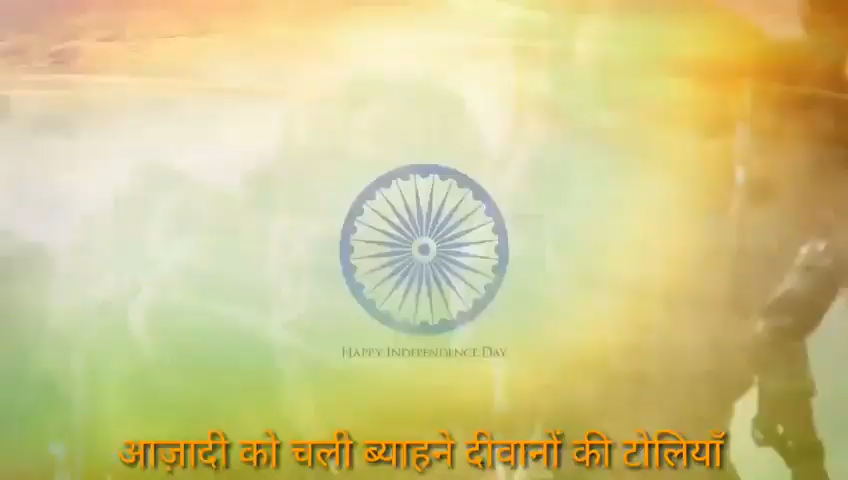 HAPPY INDEPENDENCE DAY
आज़ादी को चली ब्याहने दीवानों की टोलियाँ